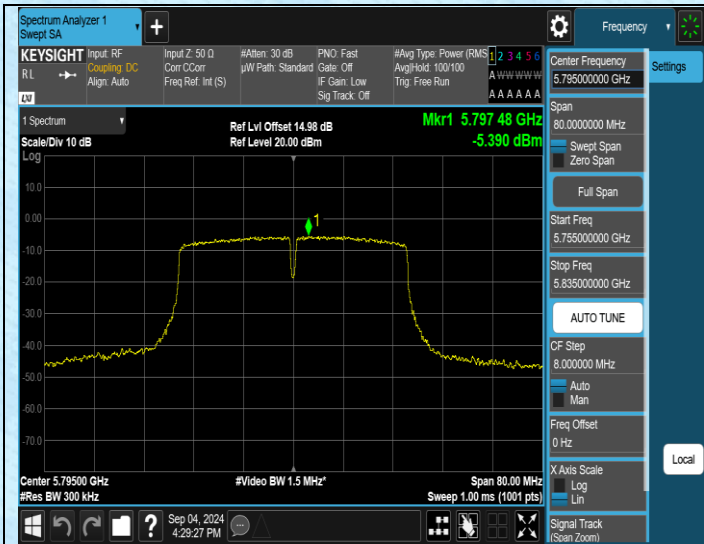 Spectrum Analyzer 1
Swept SA
+
Frequency
KEYSIGHT
RL
LXI
Input: RF
Coupling: DC
Align: Auto
Input Z: 50 Ω
Corr CCorr
Freq Ref: Int (S)
#Atten: 30 dB
µW Path: Standard
PNO: Fast
Gate: Off
IF Gain: Low
Sig Track: Off
#Avg Type: Power (RMS
Avg|Hold: 100/100
Trig: Free Run
1 2 3 4 5 6
A W W W W W
A A A A A A
Center Frequency
5.795000000 GHz
Settings
Span
80.0000000 MHz
Swept Span
Zero Span
Full Span
Start Freq
5.755000000 GHz
Stop Freq
5.835000000 GHz
AUTO TUNE
CF Step
8.000000 MHz
Auto
Man
Freq Offset
0 Hz
X Axis Scale
Log
Lin
Signal Track
(Span Zoom)
Local
1 Spectrum
Scale/Div 10 dB
Log
Ref Lvl Offset 14.98 dB
Ref Level 20.00 dBm
Mkr1 5.797 48 GHz
-5.390 dBm
10.0
0.00
-10.0
-20.0
-30.0
-40.0
-50.0
-60.0
-70.0
1
Center 5.79500 GHz
#Res BW 300 kHz
#Video BW 1.5 MHz*
Span 80.00 MHz
Sweep 1.00 ms (1001 pts)
?
Sep 04, 2024
4:29:27 PM